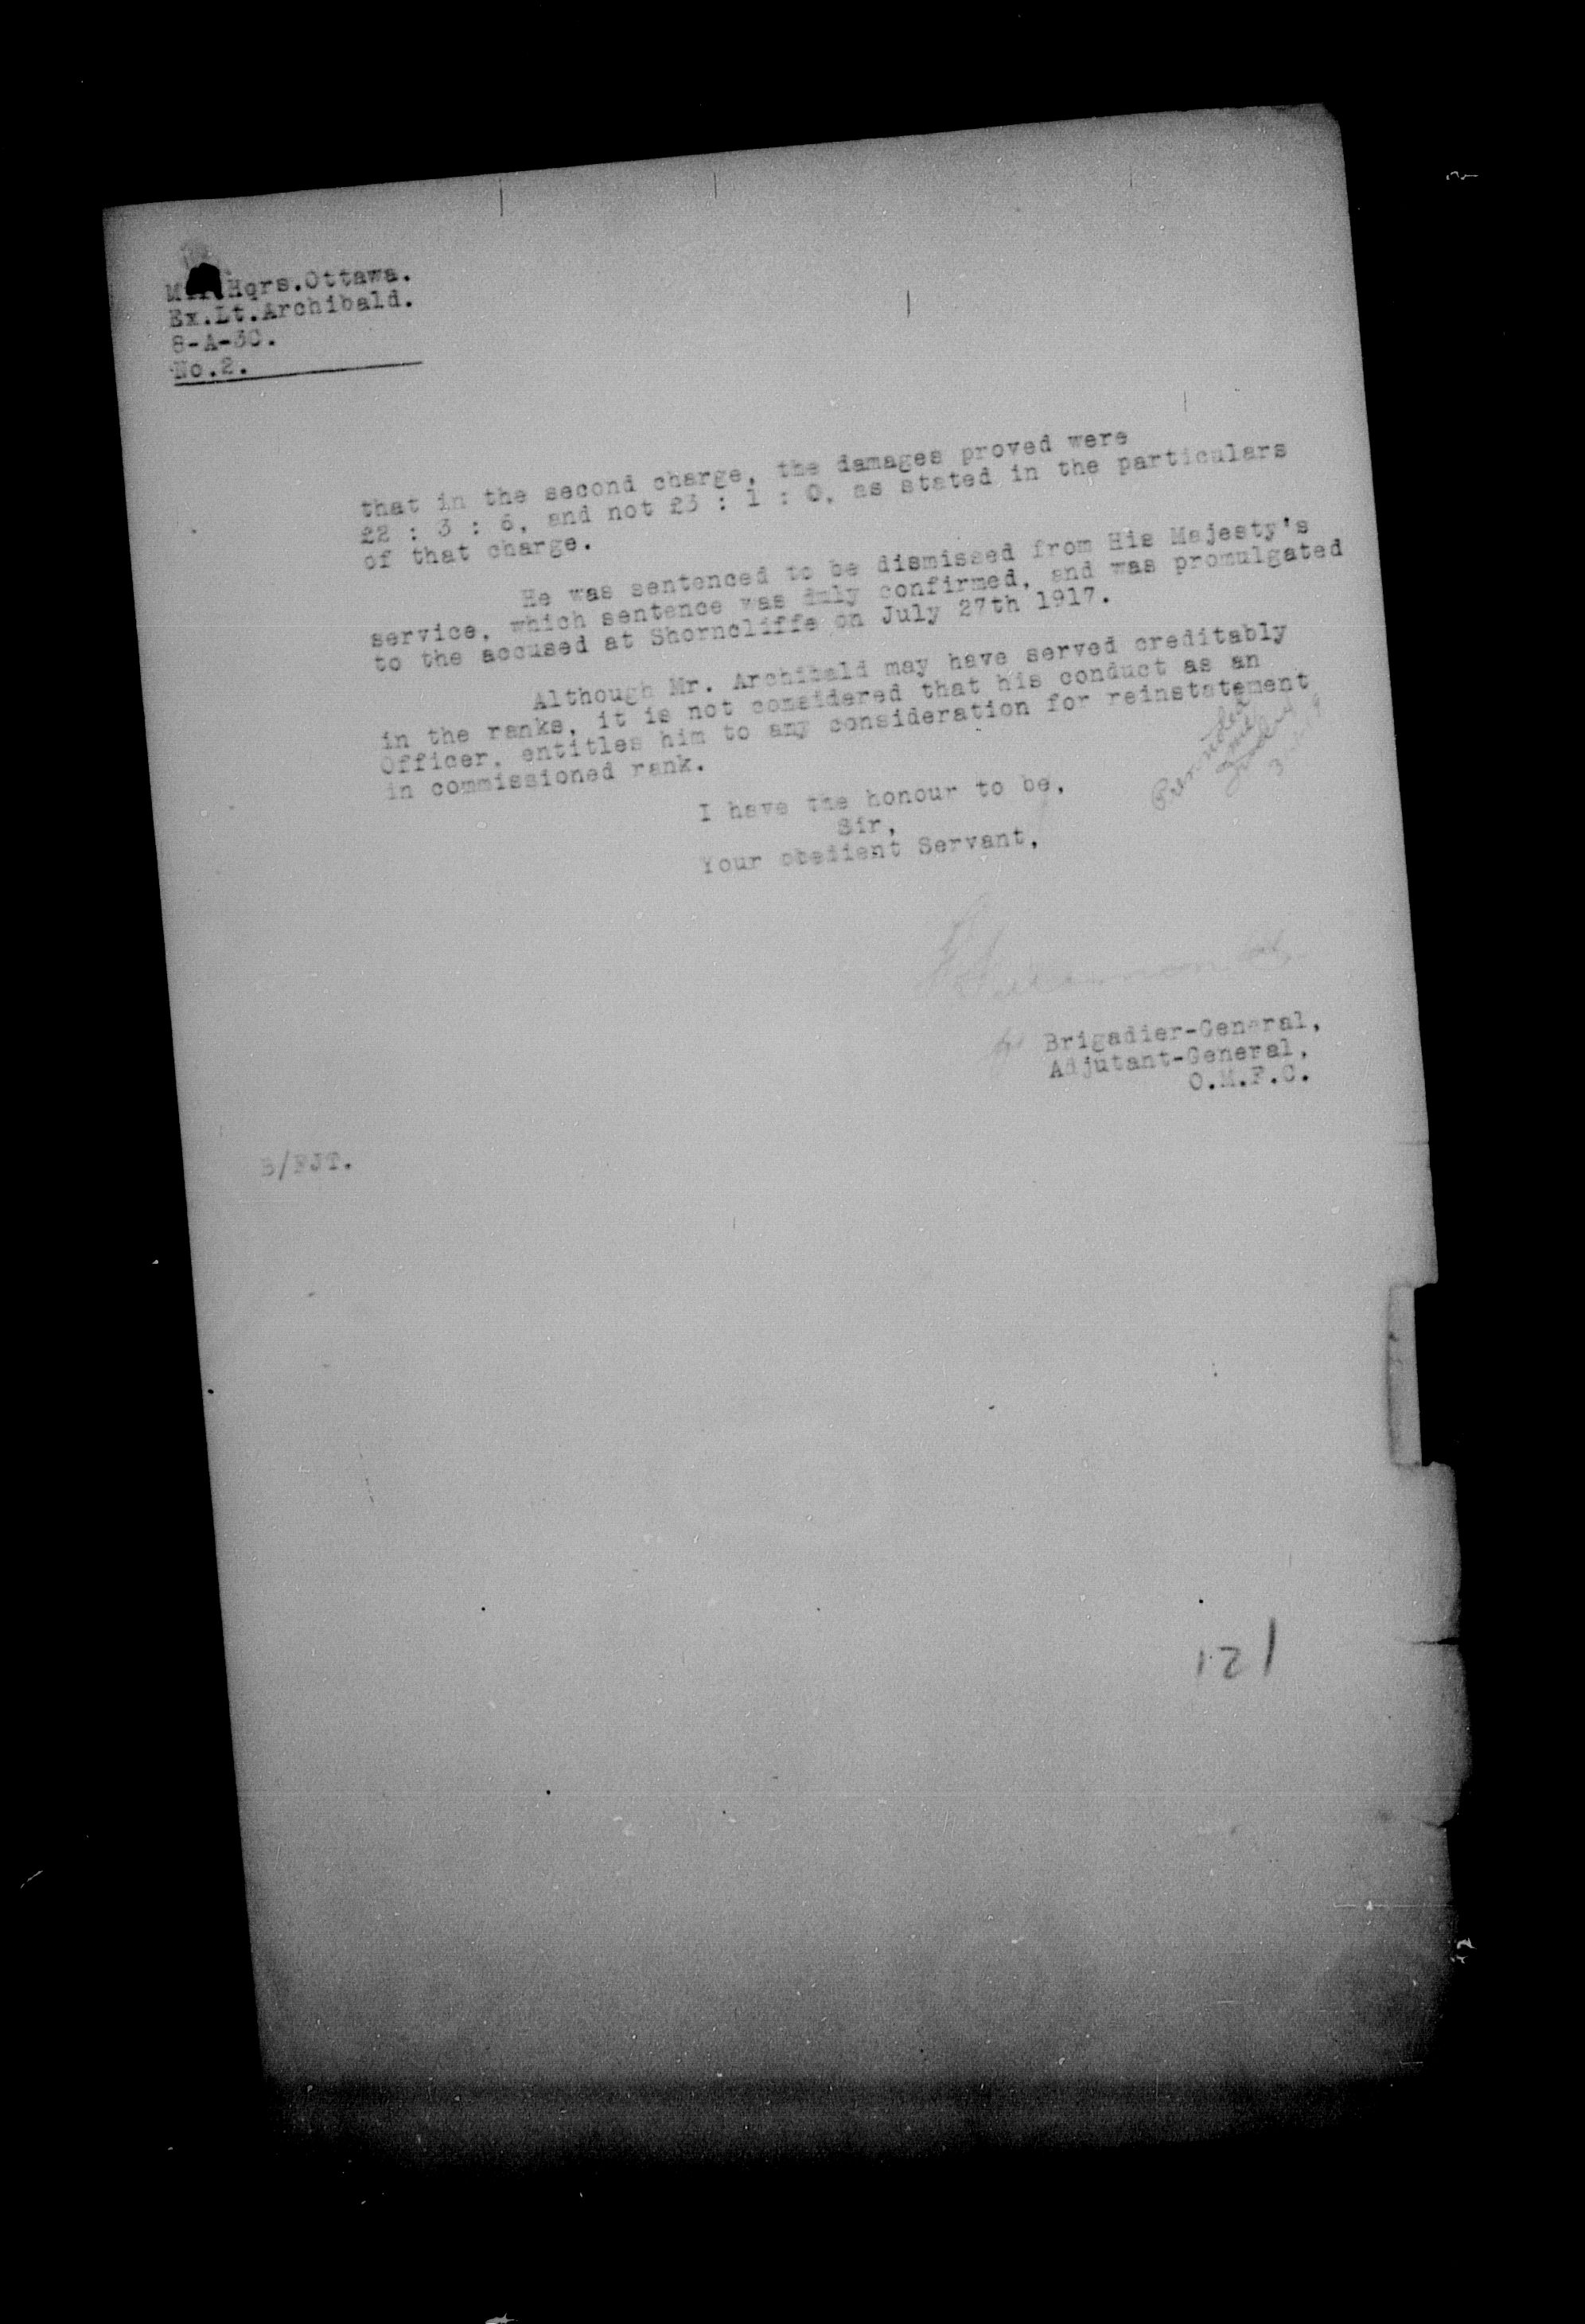 Mil.Hqrs.Ottawa.
Ex.Lt.Archibald.
8-A-30.
No.2.
that in the second charge, the damages proved were
£2 : 3 : 6, and not £3 : 1 : 0, as stated in the particulars
of that charge.
He was sentenced to be dismissed from His Majesty's
service, which sentence was duly confirmed, and was promulgated
to the accused at Shorncliffe on July 27th 1917.
Although Mr. Archibald may have served creditably
in the ranks, it is not considered that his conduct as an
Officer, entitles him to any consideration for reinstatement
in commissioned rank.
I have the honour to be,
Sir,
Your obedient Servant,
Brigadier-General,
Adjutant-General,
O.M.F.C.
B/FJT.
121